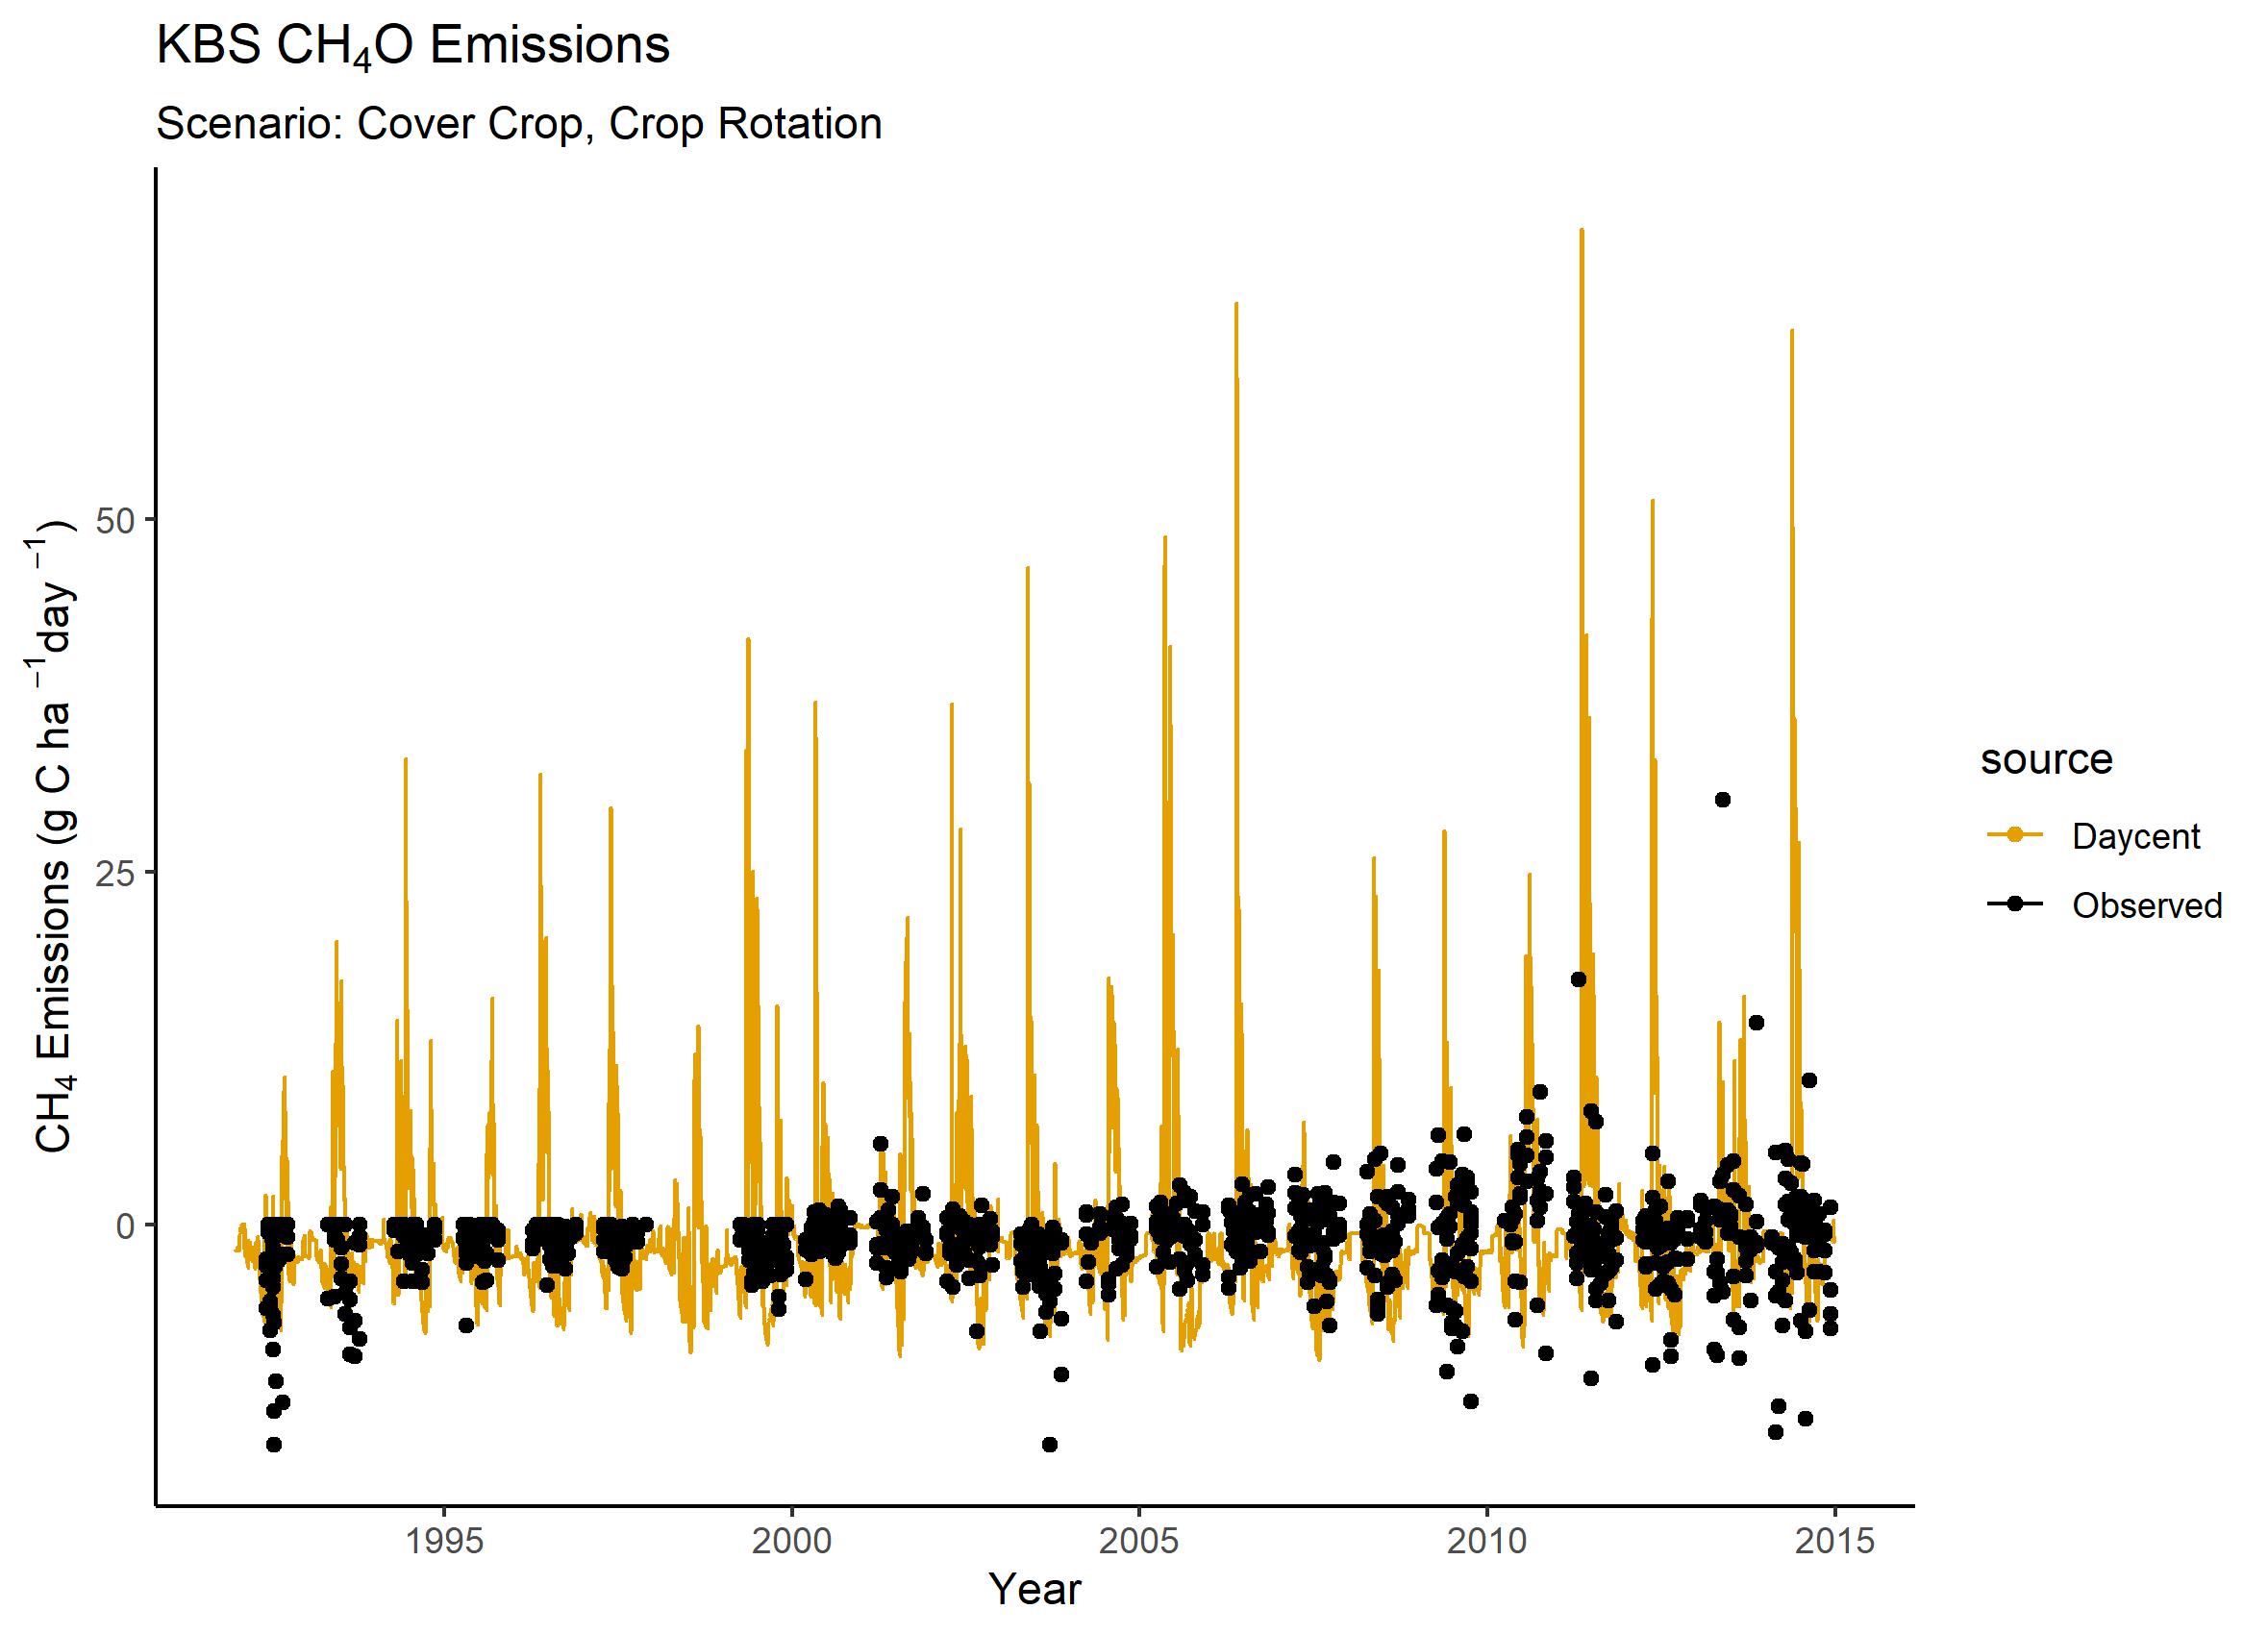 KBS CH₄O Emissions
Scenario: Cover Crop, Crop Rotation
CH₄ Emissions (g C ha ⁻¹day ⁻¹)
50
25
0
1995
2000
2005
2010
2015
Year
source
Daycent
Observed